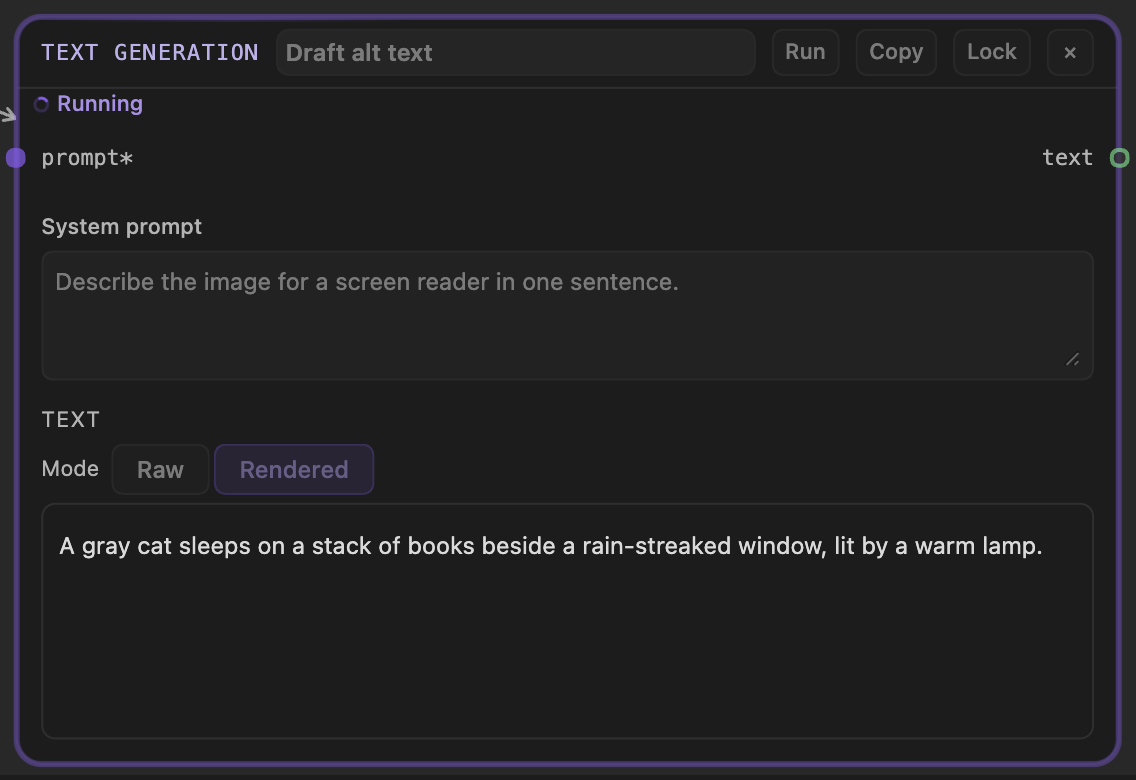 TEXT GENERATION Draft alt text Run Copy Lock ×
Running
prompt* text
System prompt
Describe the image for a screen reader in one sentence.
TEXT
Mode Raw Rendered
A gray cat sleeps on a stack of books beside a rain-streaked window, lit by a warm lamp.